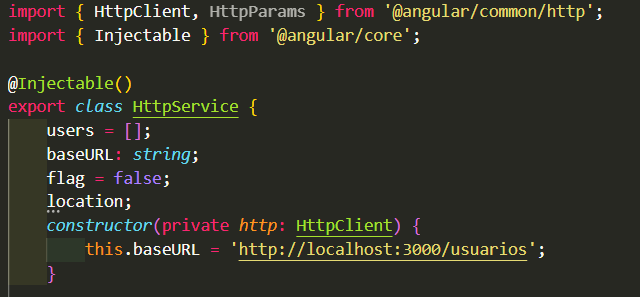 import { HttpClient, HttpParams } from '@angular/common/http';
import { Injectable } from '@angular/core';
@Injectable()
export class HttpService {
users = [];
baseURL: string;
flag = false;
location;
constructor(private http: HttpClient) {
this.baseURL = 'http://localhost:3000/usuarios';
}